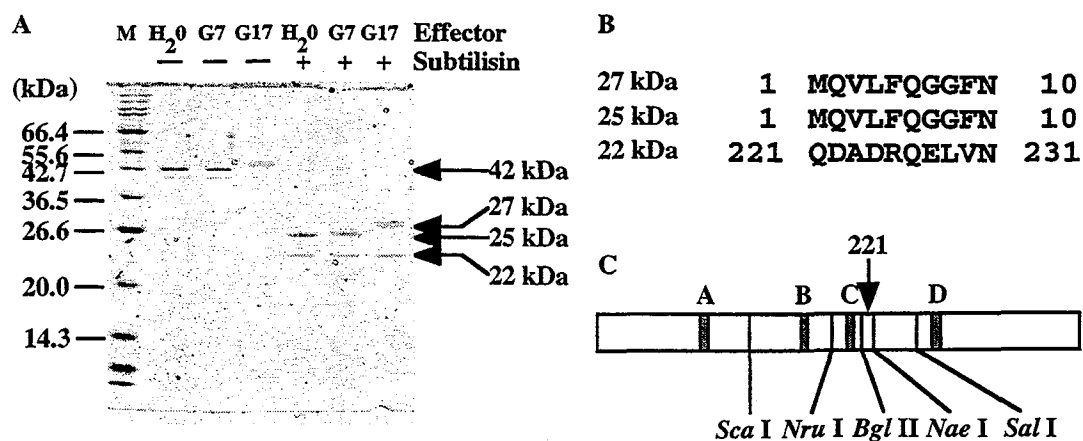 A
M H20 G7 G17 H20 G7 G17 Effector
— — — + + + Subtilisin
(kDa)
66.4
55.6
42.7
36.5
26.6
20.0
14.3
42 kDa
27 kDa
25 kDa
22 kDa
B
27 kDa 1 MQVLFQGGFN 10
25 kDa 1 MQVLFQGGFN 10
22 kDa 221 QDADRQELVN 231
221
C
A B C D
Sca I Nru I Bgl II Nae I Sal I